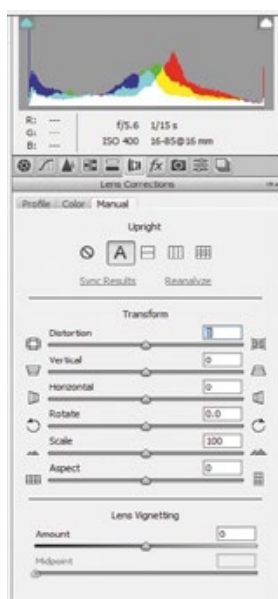 R: ---
G: ---
B: ---
f/5.6 1/15 s
ISO 400 16-85@16 mm
fx
Lens Corrections
Profile Color Manual
Upright
A
Sync Results Reanalyze
Transform
Distortion
Vertical 0
Horizontal 0
Rotate 0.0
Scale 100
Aspect 0
Lens Vignetting
Amount 0
Midpoint